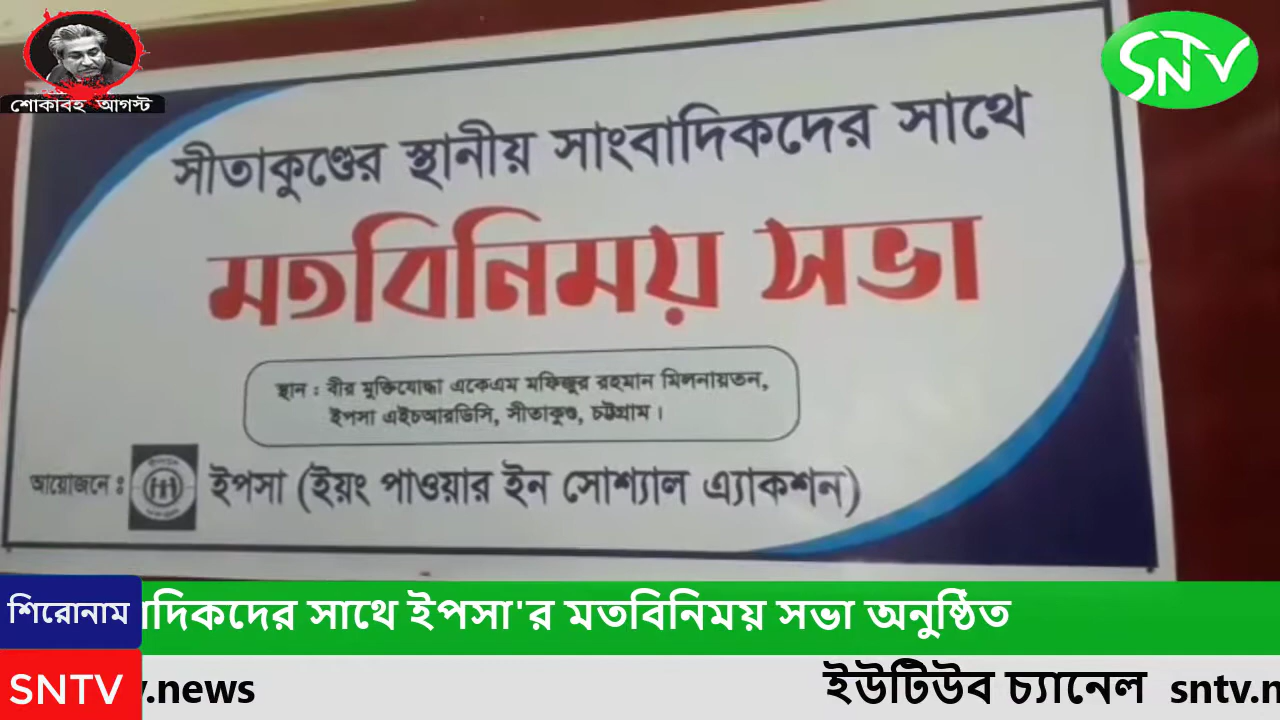 শোকাবহ আগস্ট
SNTV
সীতাকুণ্ডের স্থানীয় সাংবাদিকদের সাথে
মতবিনিময় সভা
স্থান : বীর মুক্তিযোদ্ধা একেএম মফিজুর রহমান মিলনায়তন,
ইপসা এইচআরডিসি, সীতাকুণ্ড, চট্টগ্রাম।
আয়োজনে : ইপসা (ইয়ং পাওয়ার ইন সোশ্যাল এ্যাকশন)
শিরোনাম দিকদের সাথে ইপসা'র মতবিনিময় সভা অনুষ্ঠিত
SNTV v.news ইউটিউব চ্যানেল sntv.n